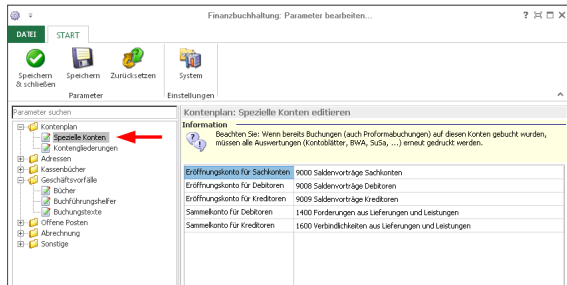 Finanzbuchhaltung: Parameter bearbeiten...
DATEI START
Speichern & schließen
Speichern
Zurücksetzen
System
Parameter
Einstellungen
Parameter suchen
Kontenplan
Spezielle Konten
Kontengliederungen
Adressen
Kassenbücher
Geschäftsvorfälle
Bücher
Buchführungshelfer
Buchungstexte
Offene Posten
Abrechnung
Sonstige
Kontenplan: Spezielle Konten editieren
Information
Beachten Sie: Wenn bereits Buchungen (auch Proformabuchungen) auf diesen Konten gebucht wurden,
müssen alle Auswertungen (Kontoblätter, BWA, SuSa, ...) erneut gedruckt werden.
Eröffnungskonto für Sachkonten 9000 Saldenvorträge Sachkonten
Eröffnungskonto für Debitoren 9008 Saldenvorträge Debitoren
Eröffnungskonto für Kreditoren 9009 Saldenvorträge Kreditoren
Sammelkonto für Debitoren 1400 Forderungen aus Lieferungen und Leistungen
Sammelkonto für Kreditoren 1600 Verbindlichkeiten aus Lieferungen und Leistungen